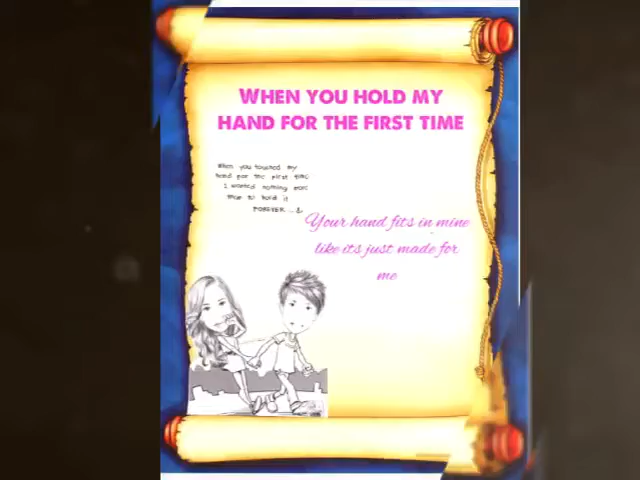 WHEN YOU HOLD MY
HAND FOR THE FIRST TIME
When you touched my
hand for the first time
I wanted nothing more
than to hold it
FOREVER...
Your hand fits in mine
like its just made for
me